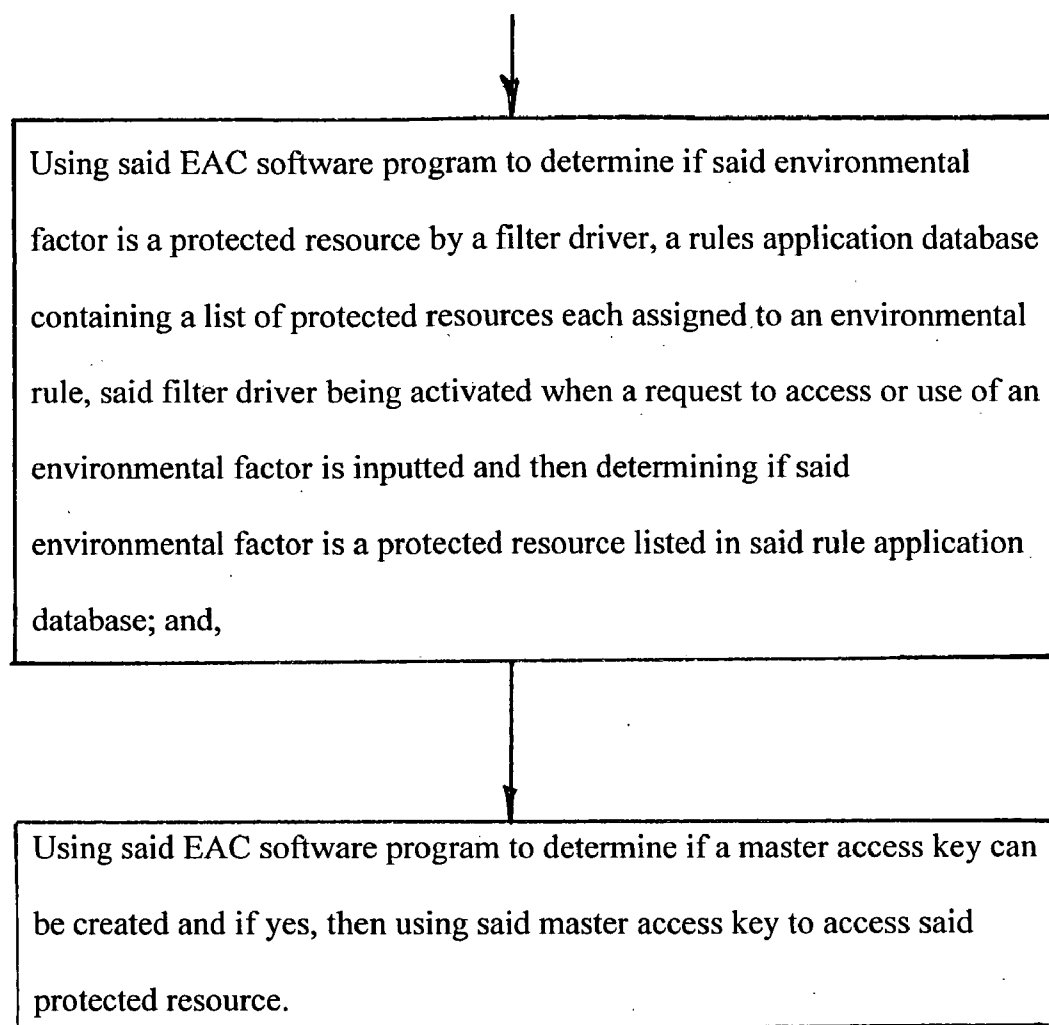 Using said EAC software program to determine if said environmental
factor is a protected resource by a filter driver, a rules application database
containing a list of protected resources each assigned to an environmental
rule, said filter driver being activated when a request to access or use of an
environmental factor is inputted and then determining if said
environmental factor is a protected resource listed in said rule application
database; and,
Using said EAC software program to determine if a master access key can
be created and if yes, then using said master access key to access said
protected resource.